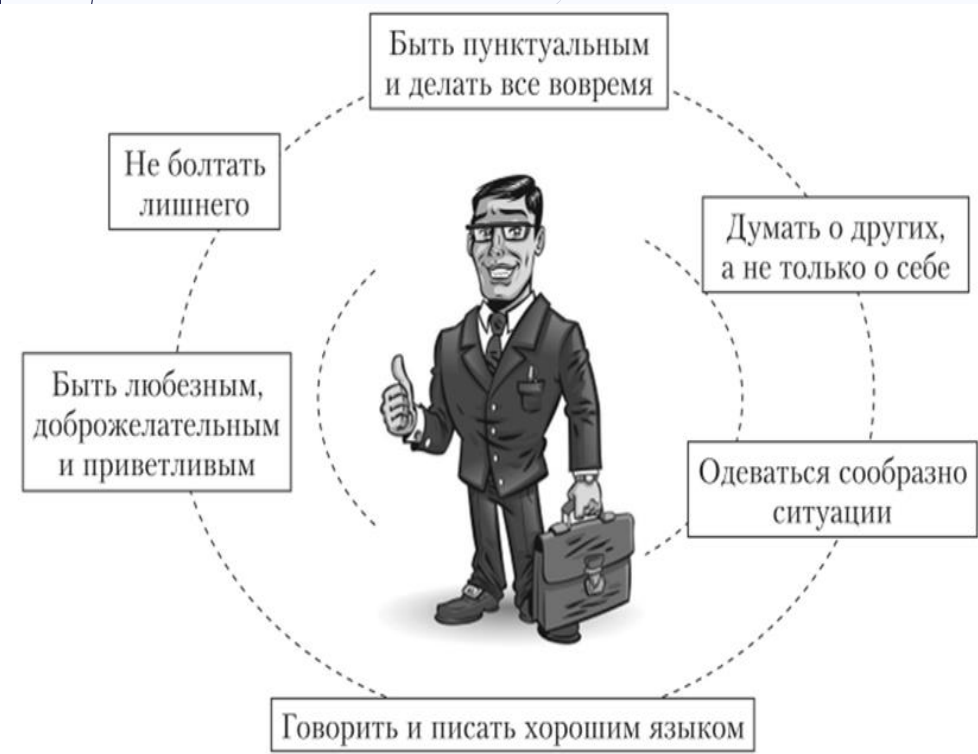 Быть пунктуальным
и делать все вовремя
Не болтать
лишнего
Думать о других,
а не только о себе
Быть любезным,
доброжелательным
и приветливым
Одеваться сообразно
ситуации
Говорить и писать хорошим языком